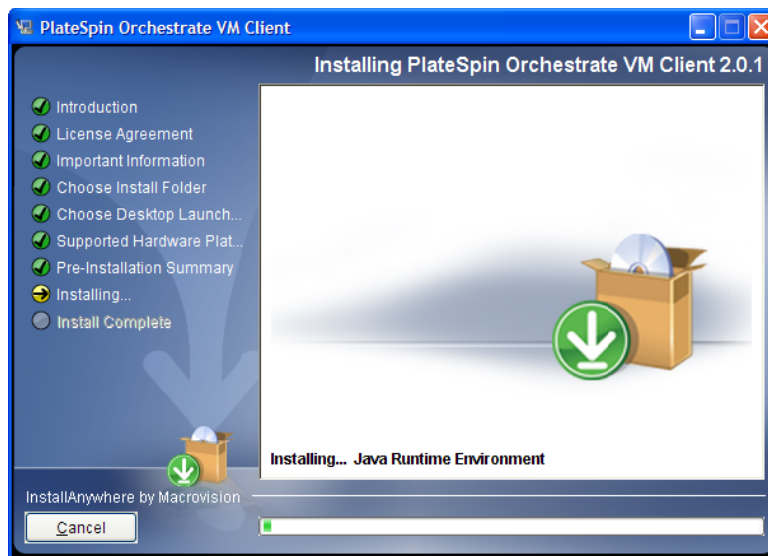 PlateSpin Orchestrate VM Client
Installing PlateSpin Orchestrate VM Client 2.0.1
Introduction
License Agreement
Important Information
Choose Install Folder
Choose Desktop Launch...
Supported Hardware Plat...
Pre-Installation Summary
Installing...
Install Complete
Installing... Java Runtime Environment
InstallAnywhere by Macrovision
Cancel